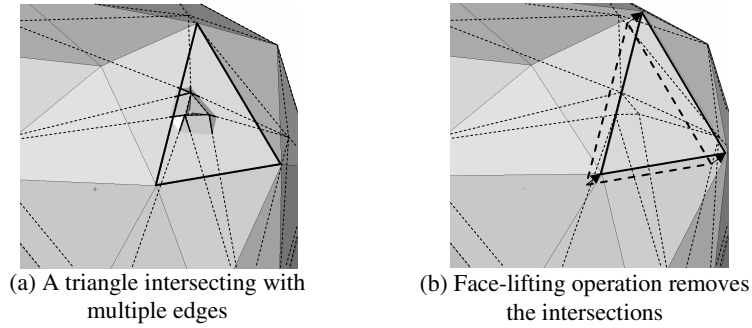 (a) A triangle intersecting with
multiple edges
(b) Face-lifting operation removes
the intersections